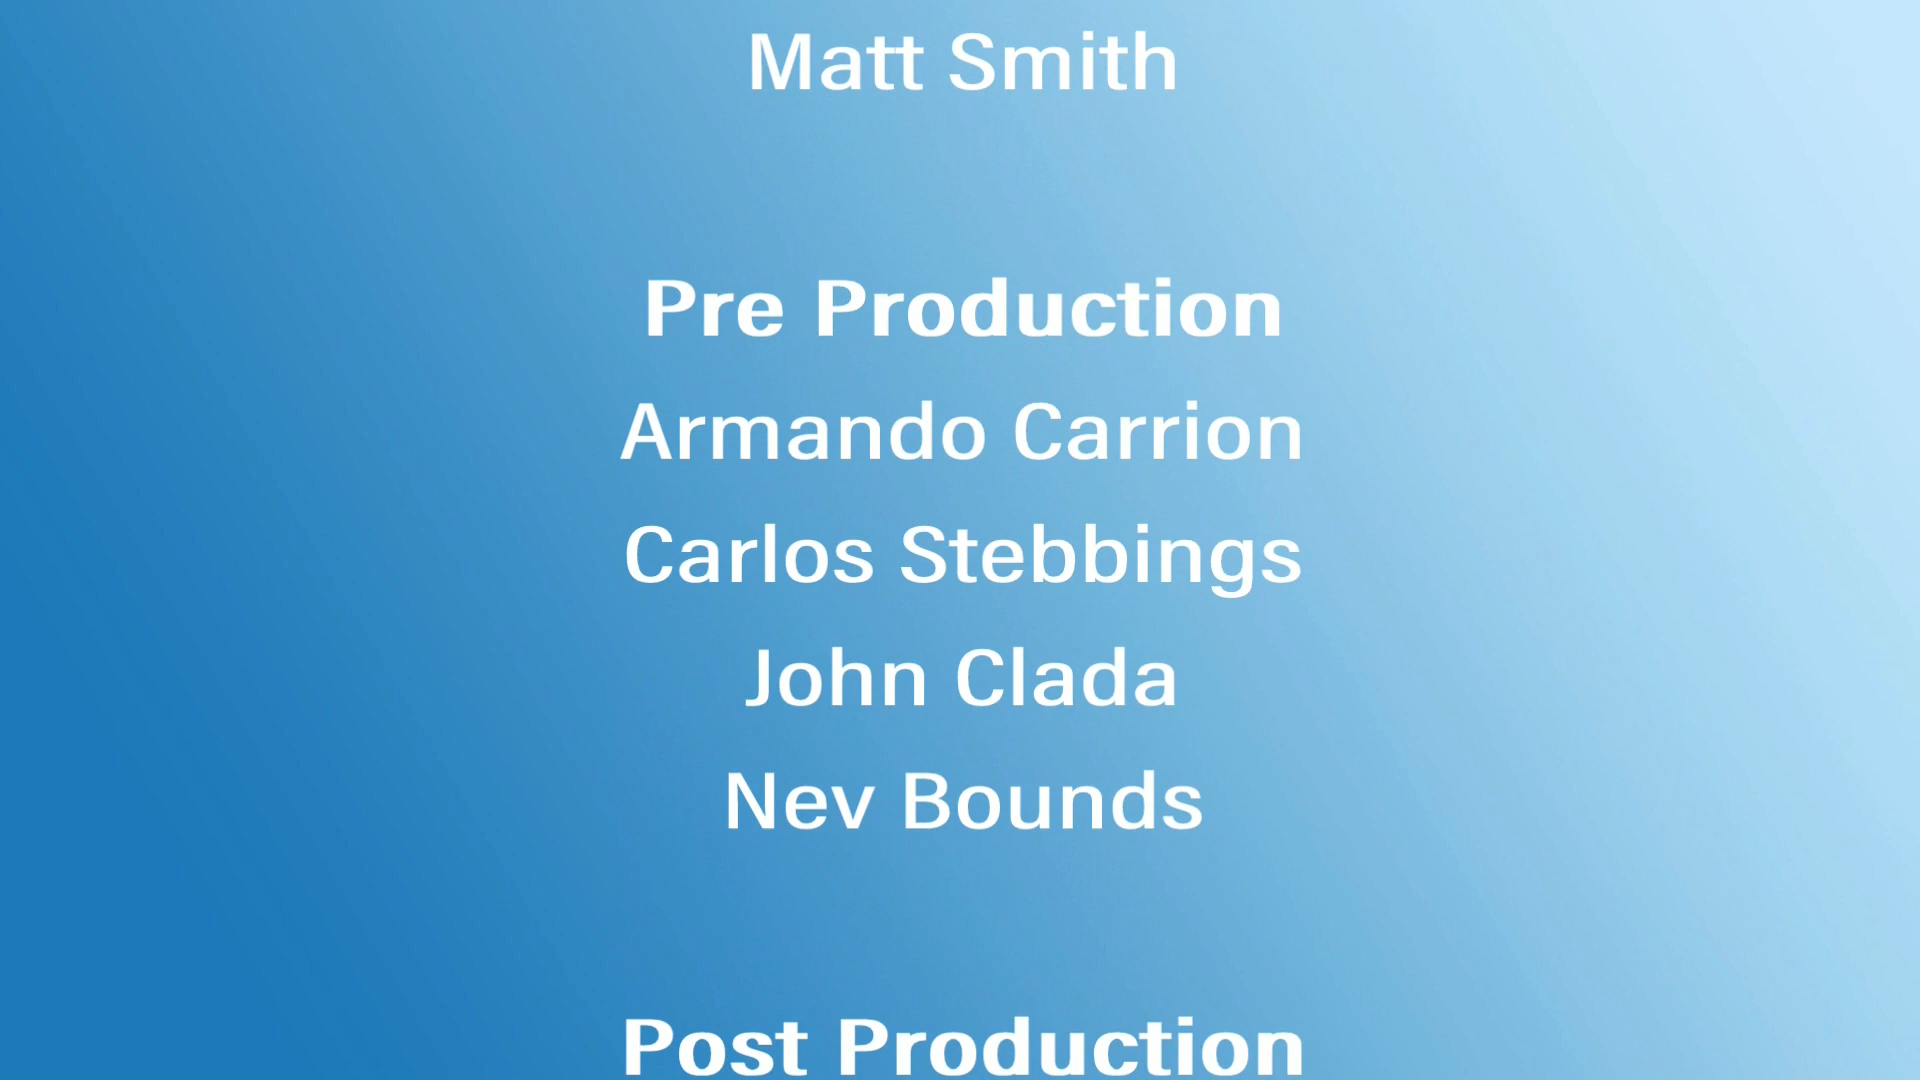 Matt Smith
Pre Production
Armando Carrion
Carlos Stebbings
John Clada
Nev Bounds
Post Production